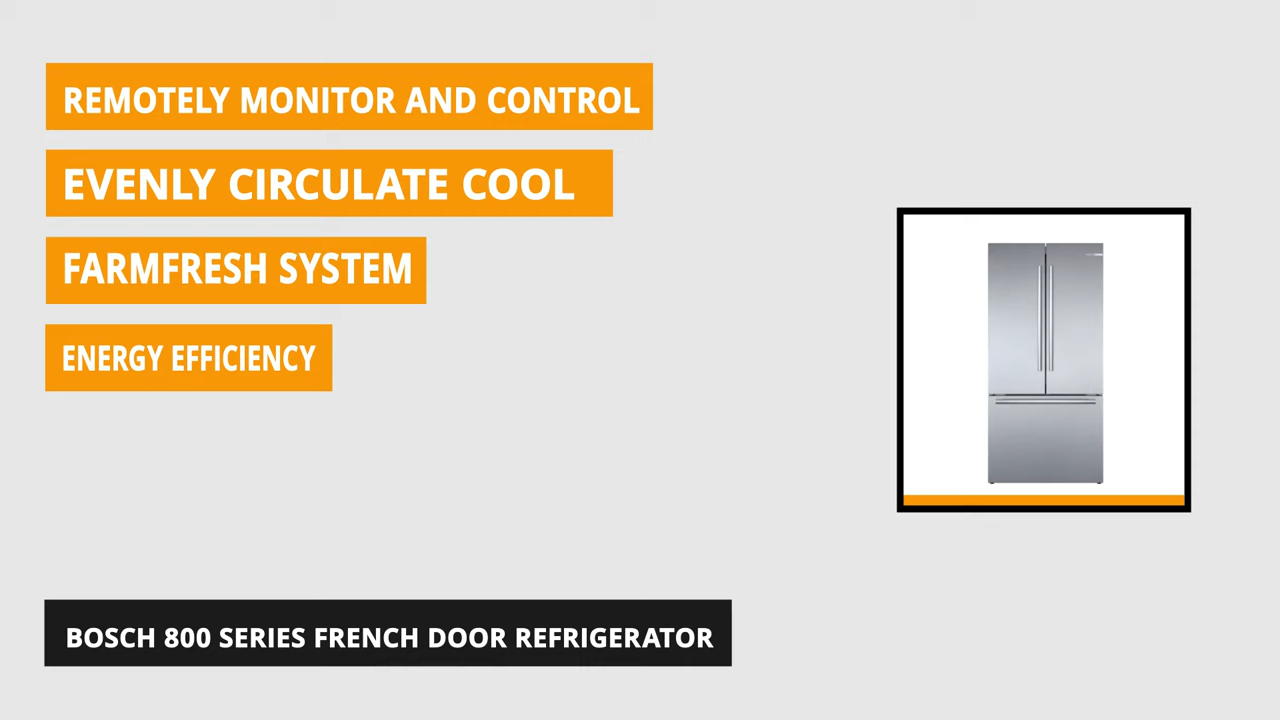 REMOTELY MONITOR AND CONTROL
EVENLY CIRCULATE COOL
FARMFRESH SYSTEM
ENERGY EFFICIENCY
BOSCH 800 SERIES FRENCH DOOR REFRIGERATOR